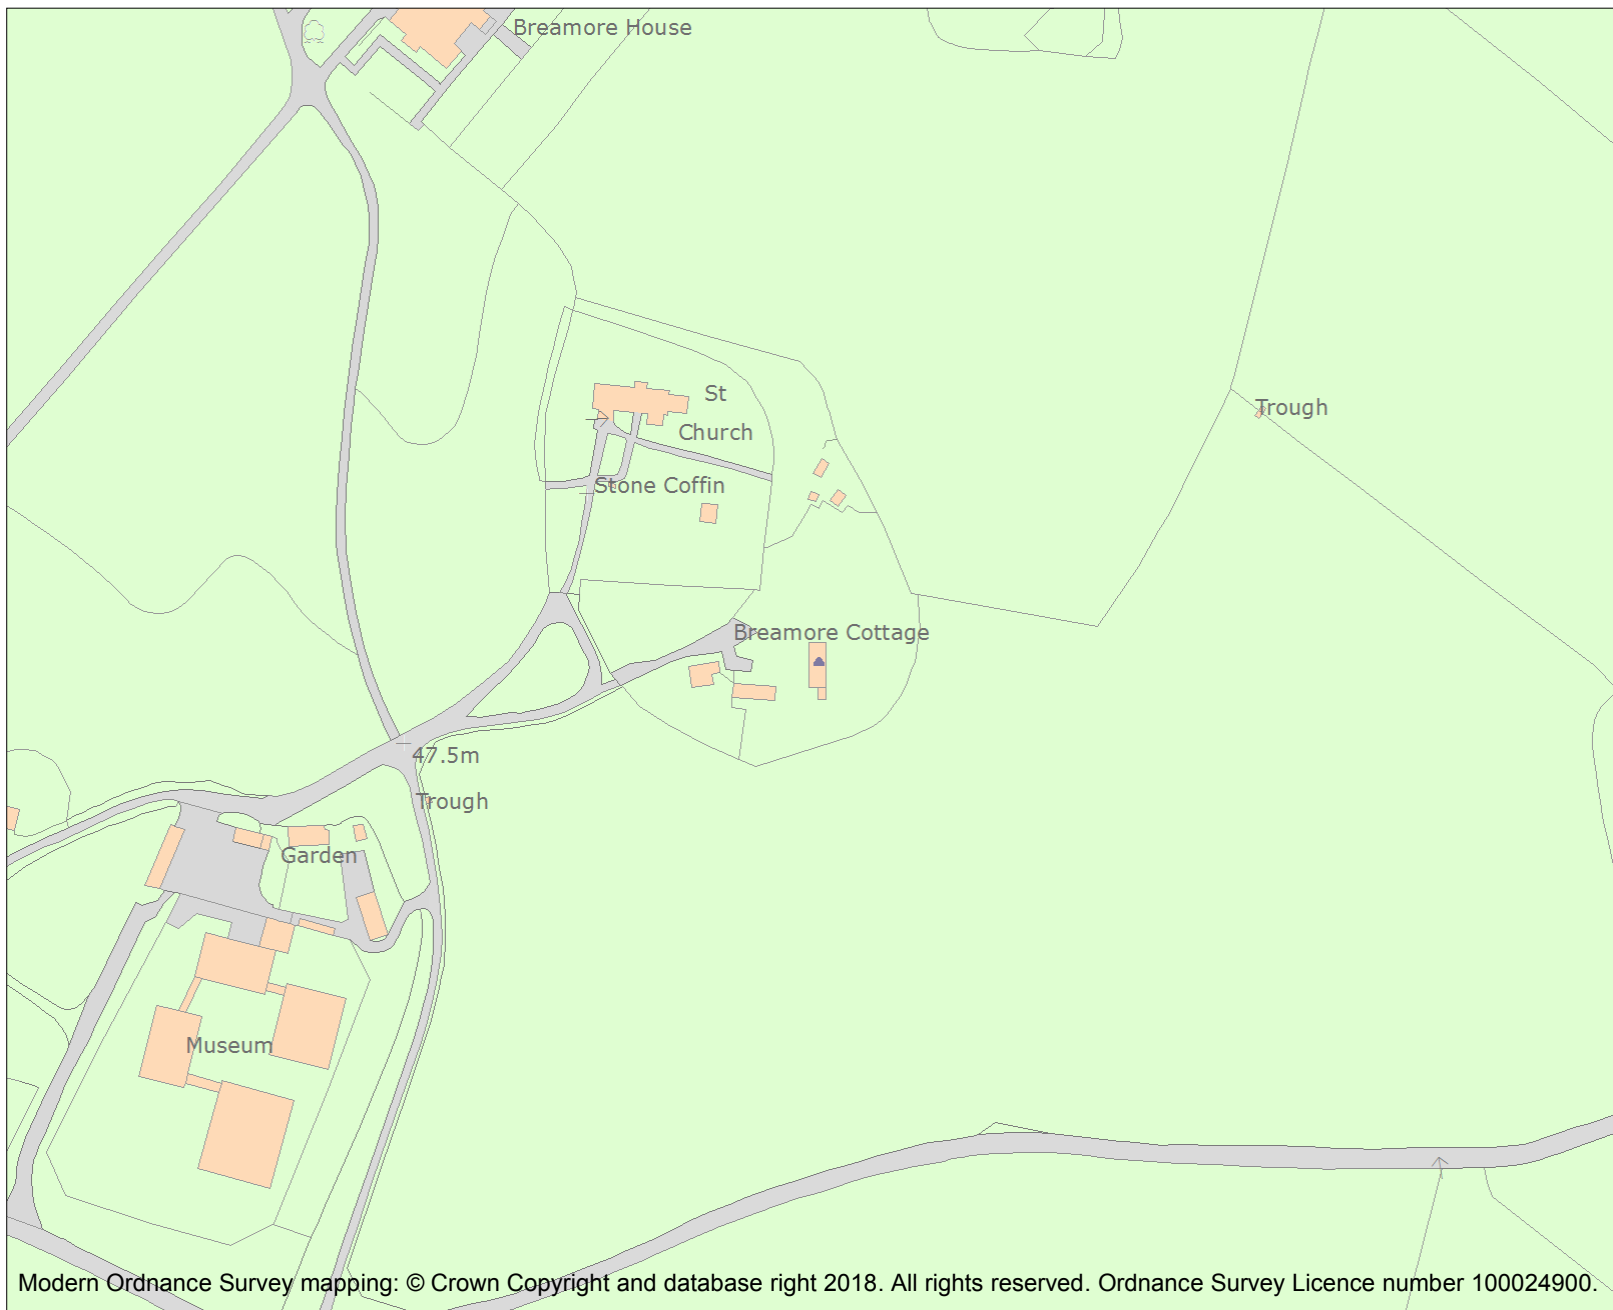 Breamore House
St
Church
Trough
Stone Coffin
Breamore Cottage
47.5m
Trough
Garden
Museum
Modern Ordnance Survey mapping: © Crown Copyright and database right 2018. All rights reserved. Ordnance Survey Licence number 100024900.